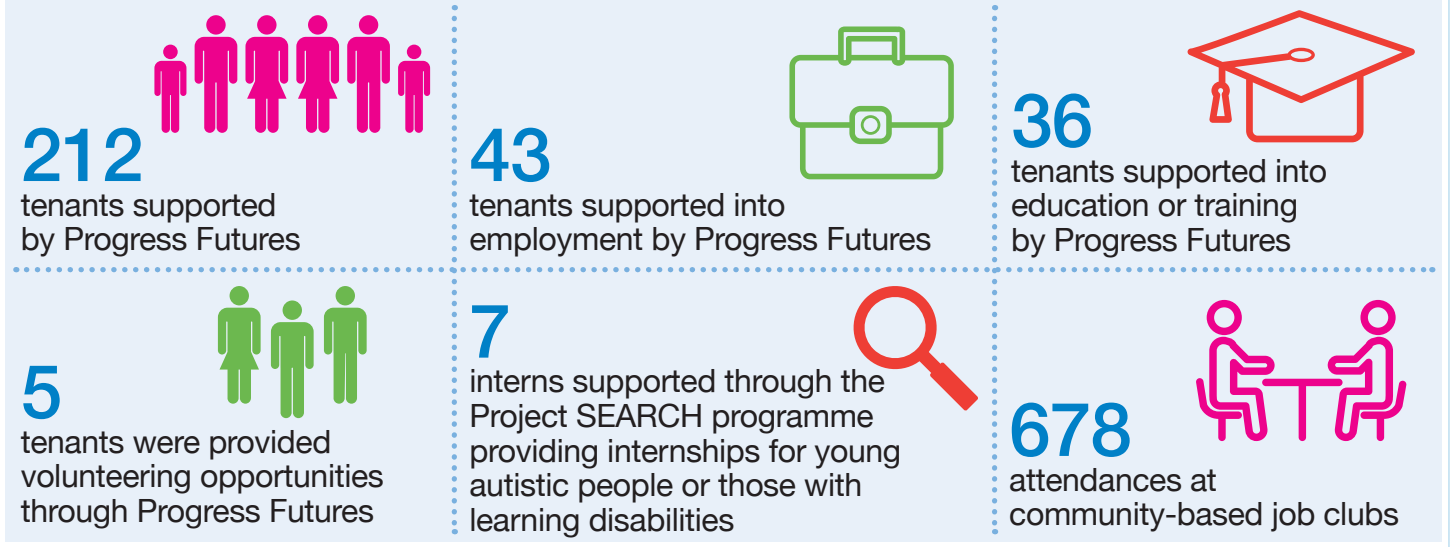 212
tenants supported
by Progress Futures
43
tenants supported into
employment by Progress Futures
36
tenants supported into
education or training
by Progress Futures
5
tenants were provided
volunteering opportunities
through Progress Futures
7
interns supported through the
Project SEARCH programme
providing internships for young
autistic people or those with
learning disabilities
678
attendances at
community-based job clubs